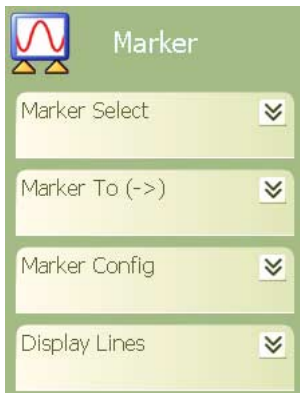 Marker
Marker Select
Marker To (->)
Marker Config
Display Lines